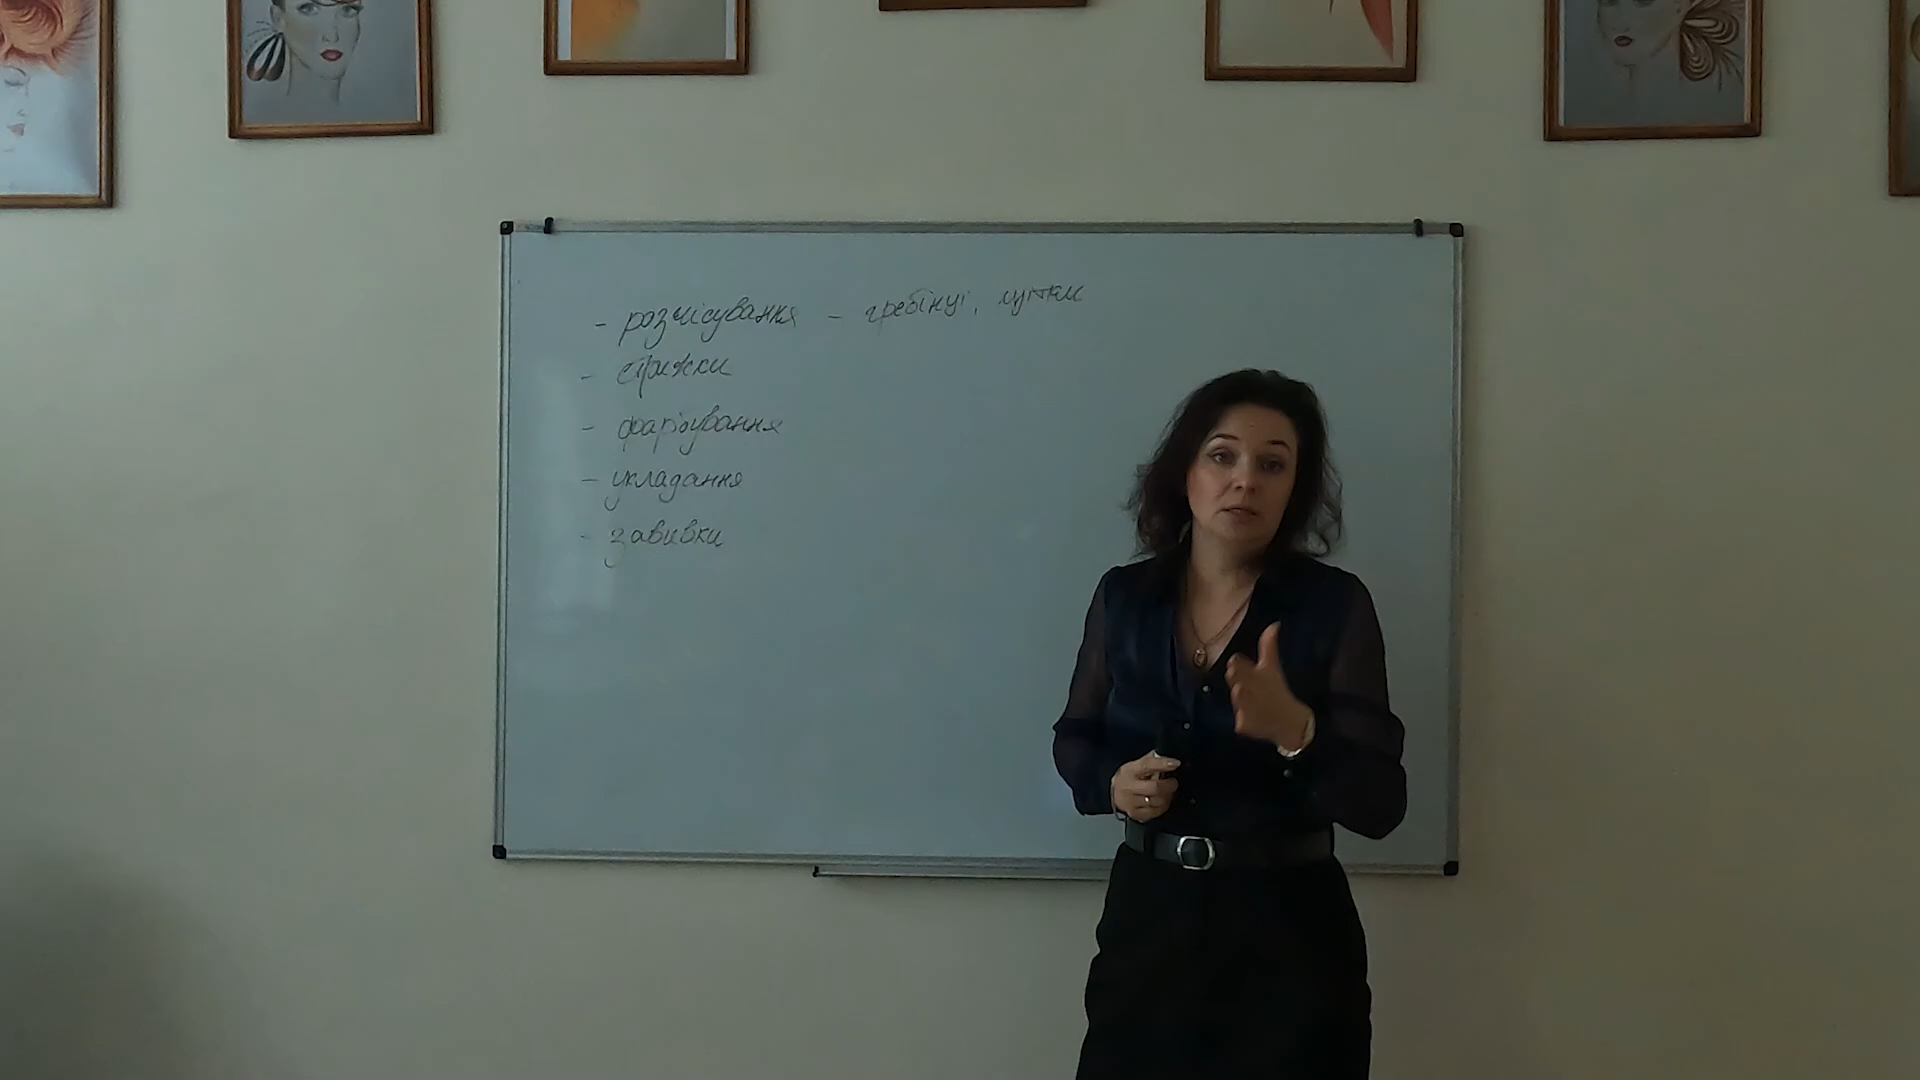 - розчісування - гребінці, щітки
- стрижки
- фарбування
- укладання
- завивки